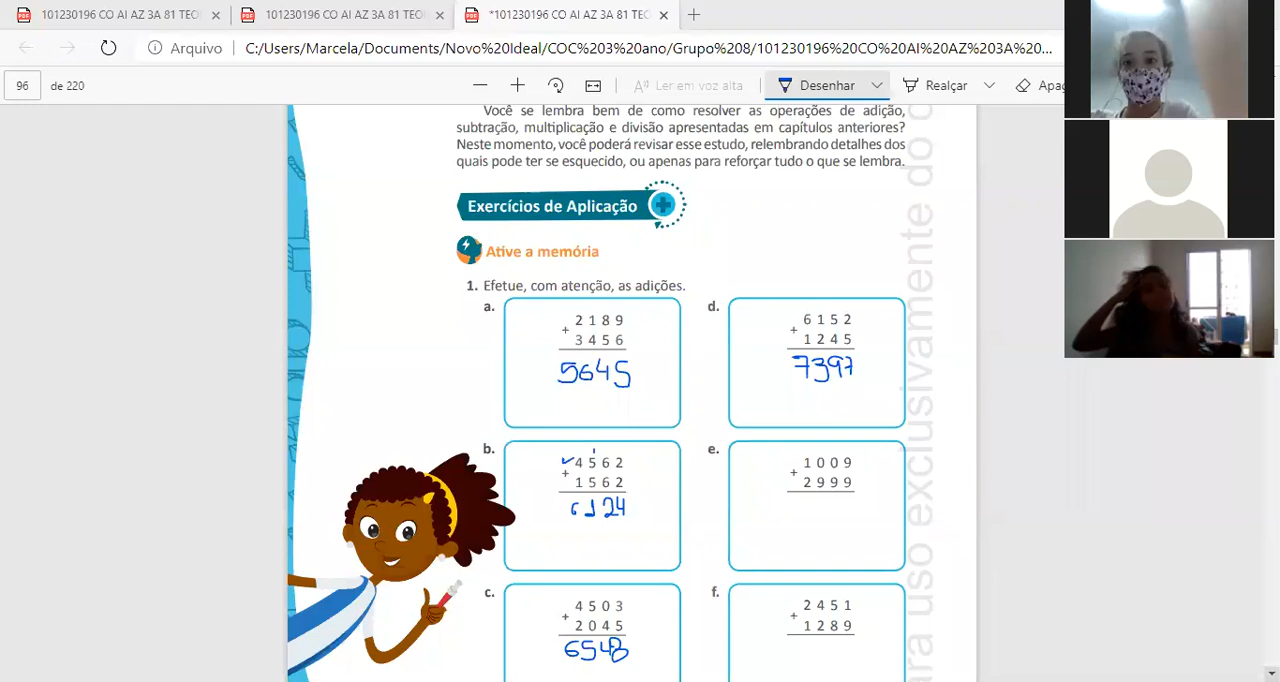 101230196 CO AI AZ 3A 81 TEO
101230196 CO AI AZ 3A 81 TEO
*101230196 CO AI AZ 3A 81 TEO
Arquivo
C:/Users/Marcela/Documents/Novo%20Ideal/COC%203%20ano/Grupo%208/101230196%20CO%20AI%20AZ%203A%20...
96 de 220
Ler em voz alta
Desenhar
Realçar
Apag
Você se lembra bem de como resolver as operações de adição,
subtração, multiplicação e divisão apresentadas em capítulos anteriores?
Neste momento, você poderá revisar esse estudo, relembrando detalhes dos
quais pode ter se esquecido, ou apenas para reforçar tudo o que se lembra.
Exercícios de Aplicação
Ative a memória
1. Efetue, com atenção, as adições.
a.
2 1 8 9
+
3 4 5 6
5645
d.
6 1 5 2
+
1 2 4 5
7397
b.
1
4 5 6 2
+
1 5 6 2
6124
e.
1 0 0 9
+
2 9 9 9
c.
4 5 0 3
+
2 0 4 5
6548
f.
2 4 5 1
+
1 2 8 9
ara uso exclusivamente do